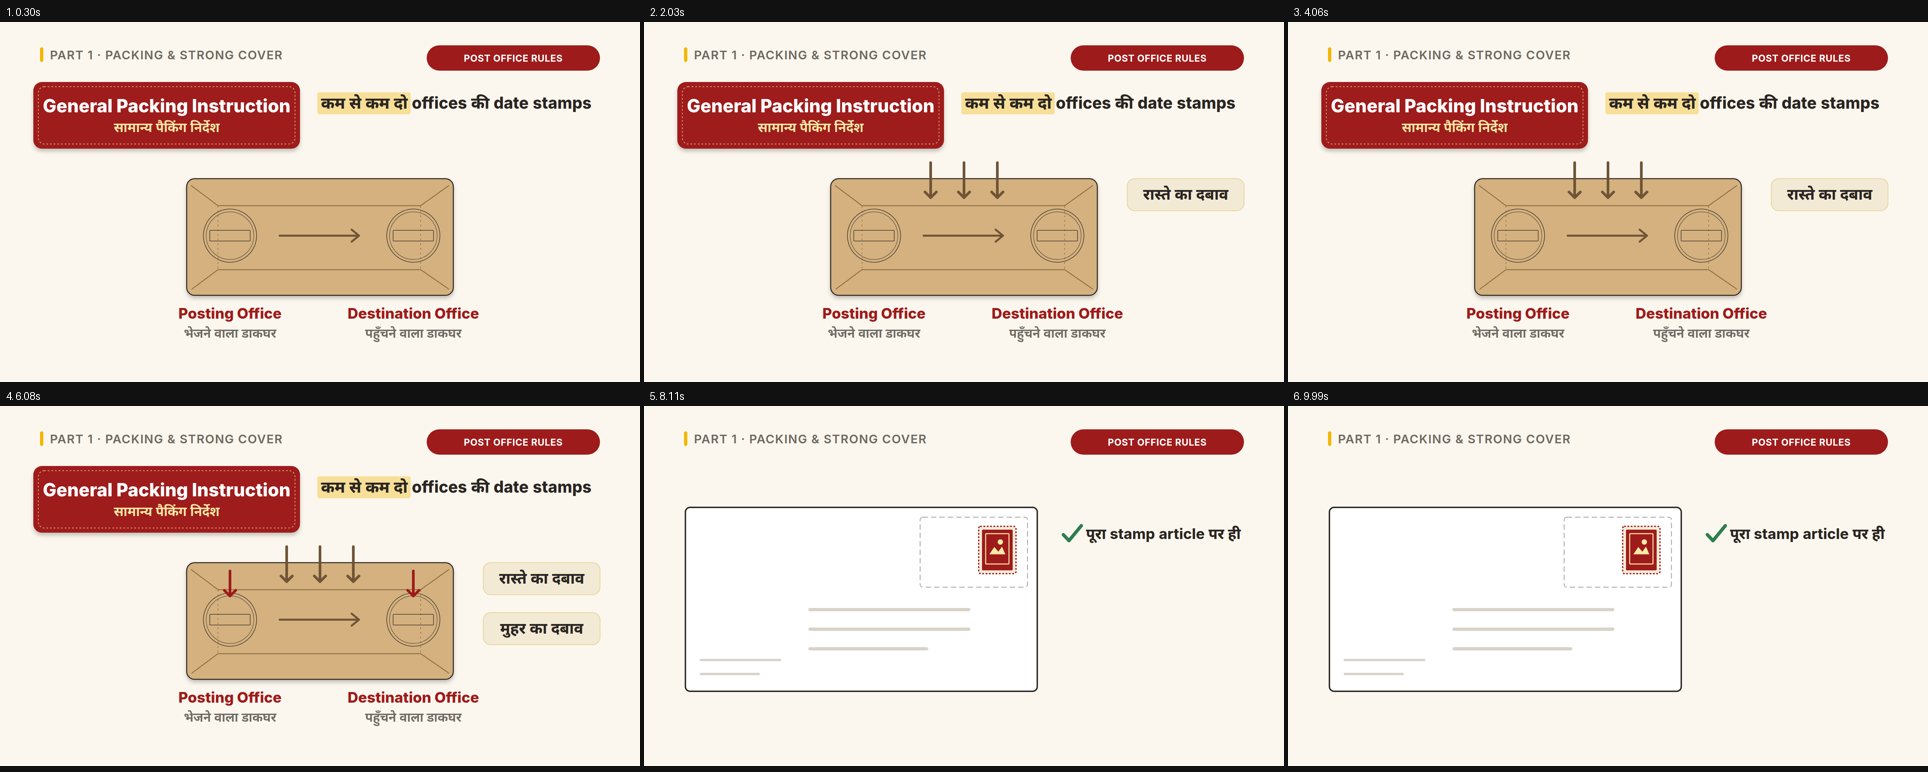 1. 0.30s
PART 1 · PACKING & STRONG COVER
POST OFFICE RULES
General Packing Instruction
सामान्य पैकिंग निर्देश
कम से कम दो offices की date stamps
Posting Office
भेजने वाला डाकघर
Destination Office
पहुँचने वाला डाकघर
2. 2.03s
PART 1 · PACKING & STRONG COVER
POST OFFICE RULES
General Packing Instruction
सामान्य पैकिंग निर्देश
कम से कम दो offices की date stamps
रास्ते का दबाव
Posting Office
भेजने वाला डाकघर
Destination Office
पहुँचने वाला डाकघर
3. 4.06s
PART 1 · PACKING & STRONG COVER
POST OFFICE RULES
General Packing Instruction
सामान्य पैकिंग निर्देश
कम से कम दो offices की date stamps
रास्ते का दबाव
Posting Office
भेजने वाला डाकघर
Destination Office
पहुँचने वाला डाकघर
4. 6.08s
PART 1 · PACKING & STRONG COVER
POST OFFICE RULES
General Packing Instruction
सामान्य पैकिंग निर्देश
कम से कम दो offices की date stamps
रास्ते का दबाव
मुहर का दबाव
Posting Office
भेजने वाला डाकघर
Destination Office
पहुँचने वाला डाकघर
5. 8.11s
PART 1 · PACKING & STRONG COVER
POST OFFICE RULES
पूरा stamp article पर ही
6. 9.99s
PART 1 · PACKING & STRONG COVER
POST OFFICE RULES
पूरा stamp article पर ही